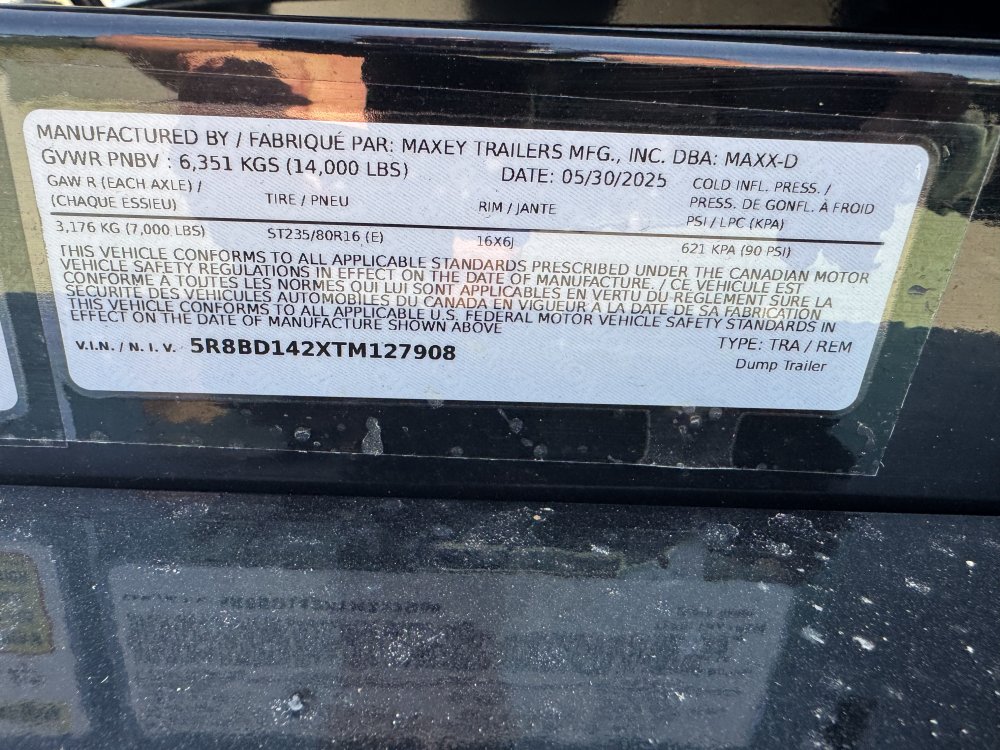 MANUFACTURED BY / FABRIQUÉ PAR: MAXEY TRAILERS MFG., INC. DBA: MAXX-D
GVWR PNBV : 6,351 KGS (14,000 LBS) DATE: 05/30/2025
GAW R (EACH AXLE) / (CHAQUE ESSIEU) TIRE / PNEU RIM / JANTE COLD INFL. PRESS. / PRESS. DE GONFL. À FROID PSI / LPC (KPA)
3,176 KG (7,000 LBS) ST235/80R16 (E) 16X6J 621 KPA (90 PSI)
THIS VEHICLE CONFORMS TO ALL APPLICABLE STANDARDS PRESCRIBED UNDER THE CANADIAN MOTOR
VEHICLE SAFETY REGULATIONS IN EFFECT ON THE DATE OF MANUFACTURE. / CE VEHICULE EST
CONFORME A TOUTES LES NORMES QUI LUI SONT APPLICABLES EN VERTU DU REGLEMENT SURE LA
SECURITE DES VEHICULES AUTOMOBILES DU CANADA EN VIGUEUR A LA DATE DE SA FABRICATION
THIS VEHICLE CONFORMS TO ALL APPLICABLE U.S. FEDERAL MOTOR VEHICLE SAFETY STANDARDS IN
EFFECT ON THE DATE OF MANUFACTURE SHOWN ABOVE
V.I.N. / N. I. V. 5R8BD142XTM127908 TYPE: TRA / REM
Dump Trailer